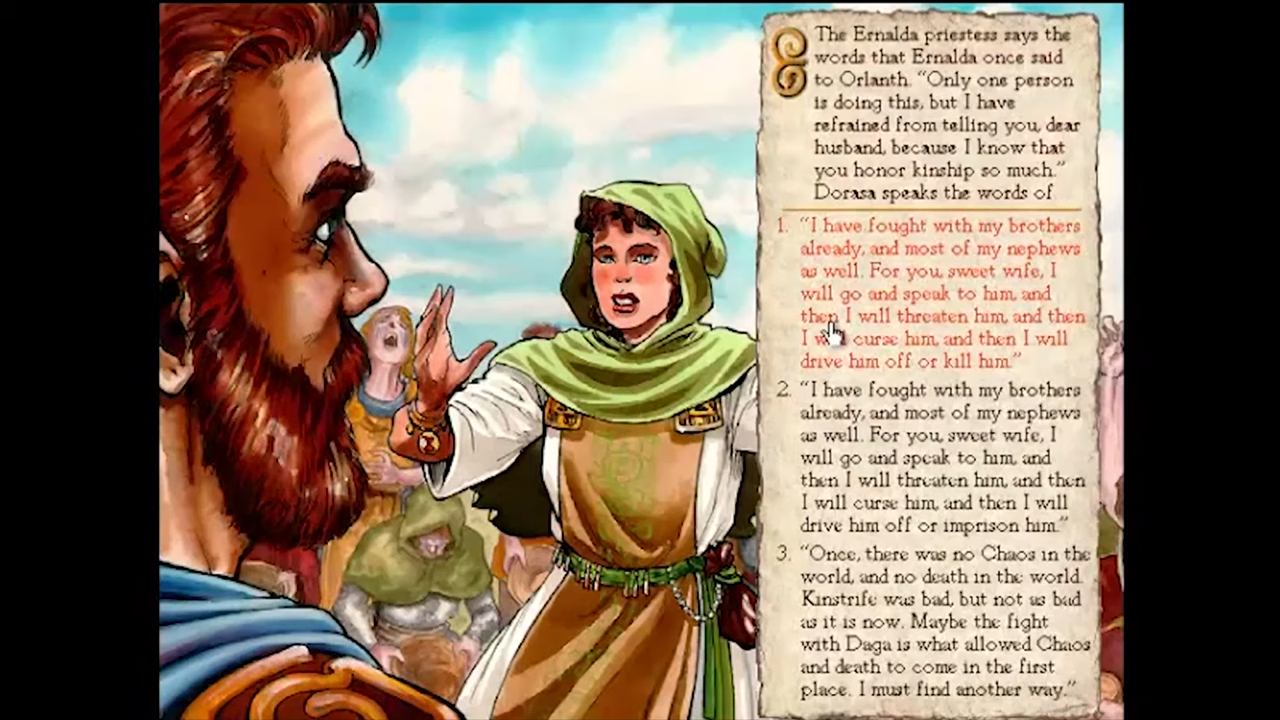 The Ernalda priestess says the
words that Ernalda once said
to Orlanth. “Only one person
is doing this, but I have
refrained from telling you, dear
husband, because I know that
you honor kinship so much.”
Dorasa speaks the words of
1. “I have fought with my brothers
already, and most of my nephews
as well. For you, sweet wife, I
will go and speak to him, and
then I will threaten him, and then
I will curse him, and then I will
drive him off or kill him.”
2. “I have fought with my brothers
already, and most of my nephews
as well. For you, sweet wife, I
will go and speak to him, and
then I will threaten him, and then
I will curse him, and then I will
drive him off or imprison him.”
3. “Once, there was no Chaos in the
world, and no death in the world.
Kinstrife was bad, but not as bad
as it is now. Maybe the fight
with Daga is what allowed Chaos
and death to come in the first
place. I must find another way.”